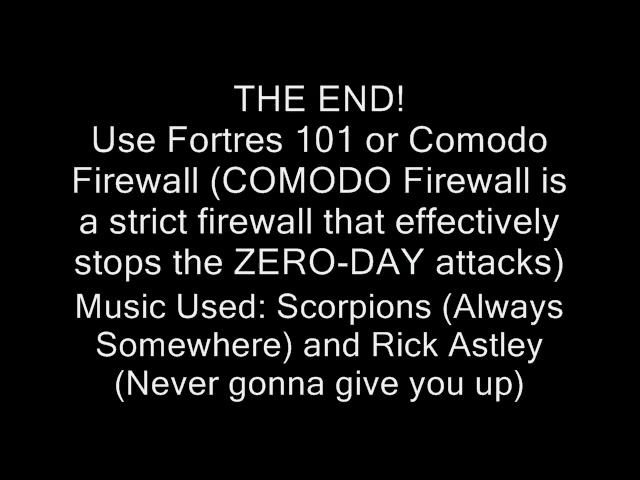 THE END!
Use Fortres 101 or Comodo
Firewall (COMODO Firewall is
a strict firewall that effectively
stops the ZERO-DAY attacks)
Music Used: Scorpions (Always
Somewhere) and Rick Astley
(Never gonna give you up)